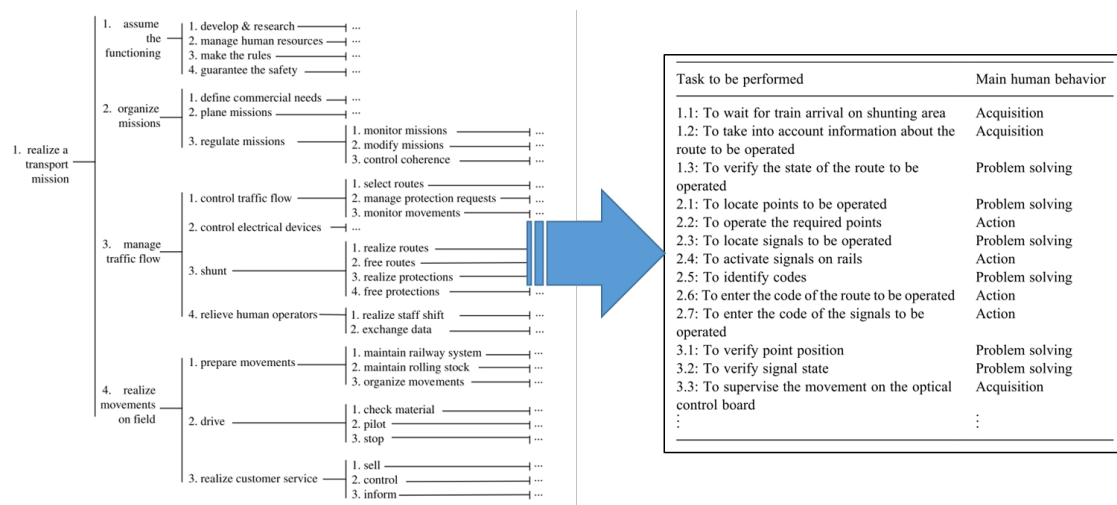 1. realize a
transport
mission
1. assume
the
functioning
1. develop & research ...
2. manage human resources ...
3. make the rules ...
4. guarantee the safety ...
2. organize
missions
1. define commercial needs ...
2. plane missions ...
3. regulate missions
1. monitor missions ...
2. modify missions ...
3. control coherence ...
3. manage
traffic flow
1. control traffic flow
1. select routes ...
2. manage protection requests ...
3. monitor movements ...
2. control electrical devices ...
3. shunt
1. realize routes
2. free routes
3. realize protections
4. free protections ...
4. relieve human operators
1. realize staff shift ...
2. exchange data ...
4. realize
movements
on field
1. prepare movements
1. maintain railway system ...
2. maintain rolling stock ...
3. organize movements ...
2. drive
1. check material ...
2. pilot ...
3. stop ...
3. realize customer service
1. sell ...
2. control ...
3. inform ...
Task to be performed Main human behavior
1.1: To wait for train arrival on shunting area Acquisition
1.2: To take into account information about the Acquisition
route to be operated
1.3: To verify the state of the route to be Problem solving
operated
2.1: To locate points to be operated Problem solving
2.2: To operate the required points Action
2.3: To locate signals to be operated Problem solving
2.4: To activate signals on rails Action
2.5: To identify codes Problem solving
2.6: To enter the code of the route to be operated Action
2.7: To enter the code of the signals to be Action
operated
3.1: To verify point position Problem solving
3.2: To verify signal state Problem solving
3.3: To supervise the movement on the optical Acquisition
control board
⋮ ⋮